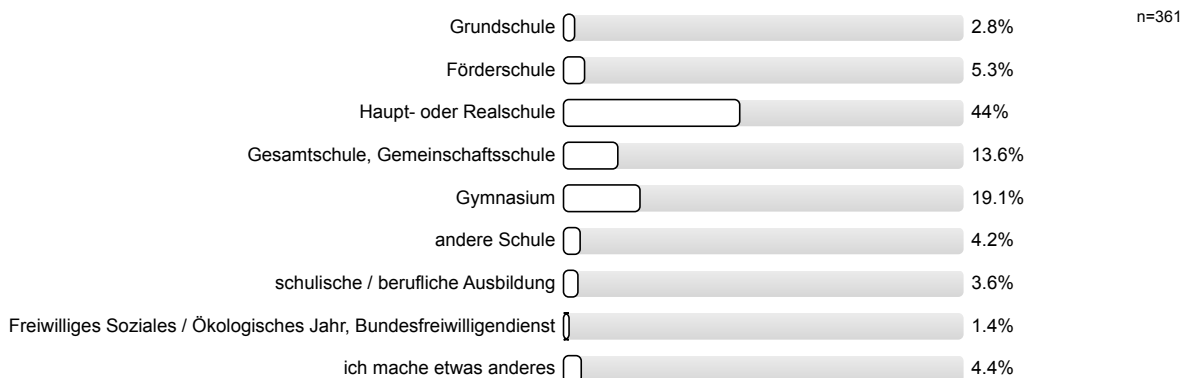 n=361
Grundschule 2.8%
Förderschule 5.3%
Haupt- oder Realschule 44%
Gesamtschule, Gemeinschaftsschule 13.6%
Gymnasium 19.1%
andere Schule 4.2%
schulische / berufliche Ausbildung 3.6%
Freiwilliges Soziales / Ökologisches Jahr, Bundesfreiwilligendienst 1.4%
ich mache etwas anderes 4.4%